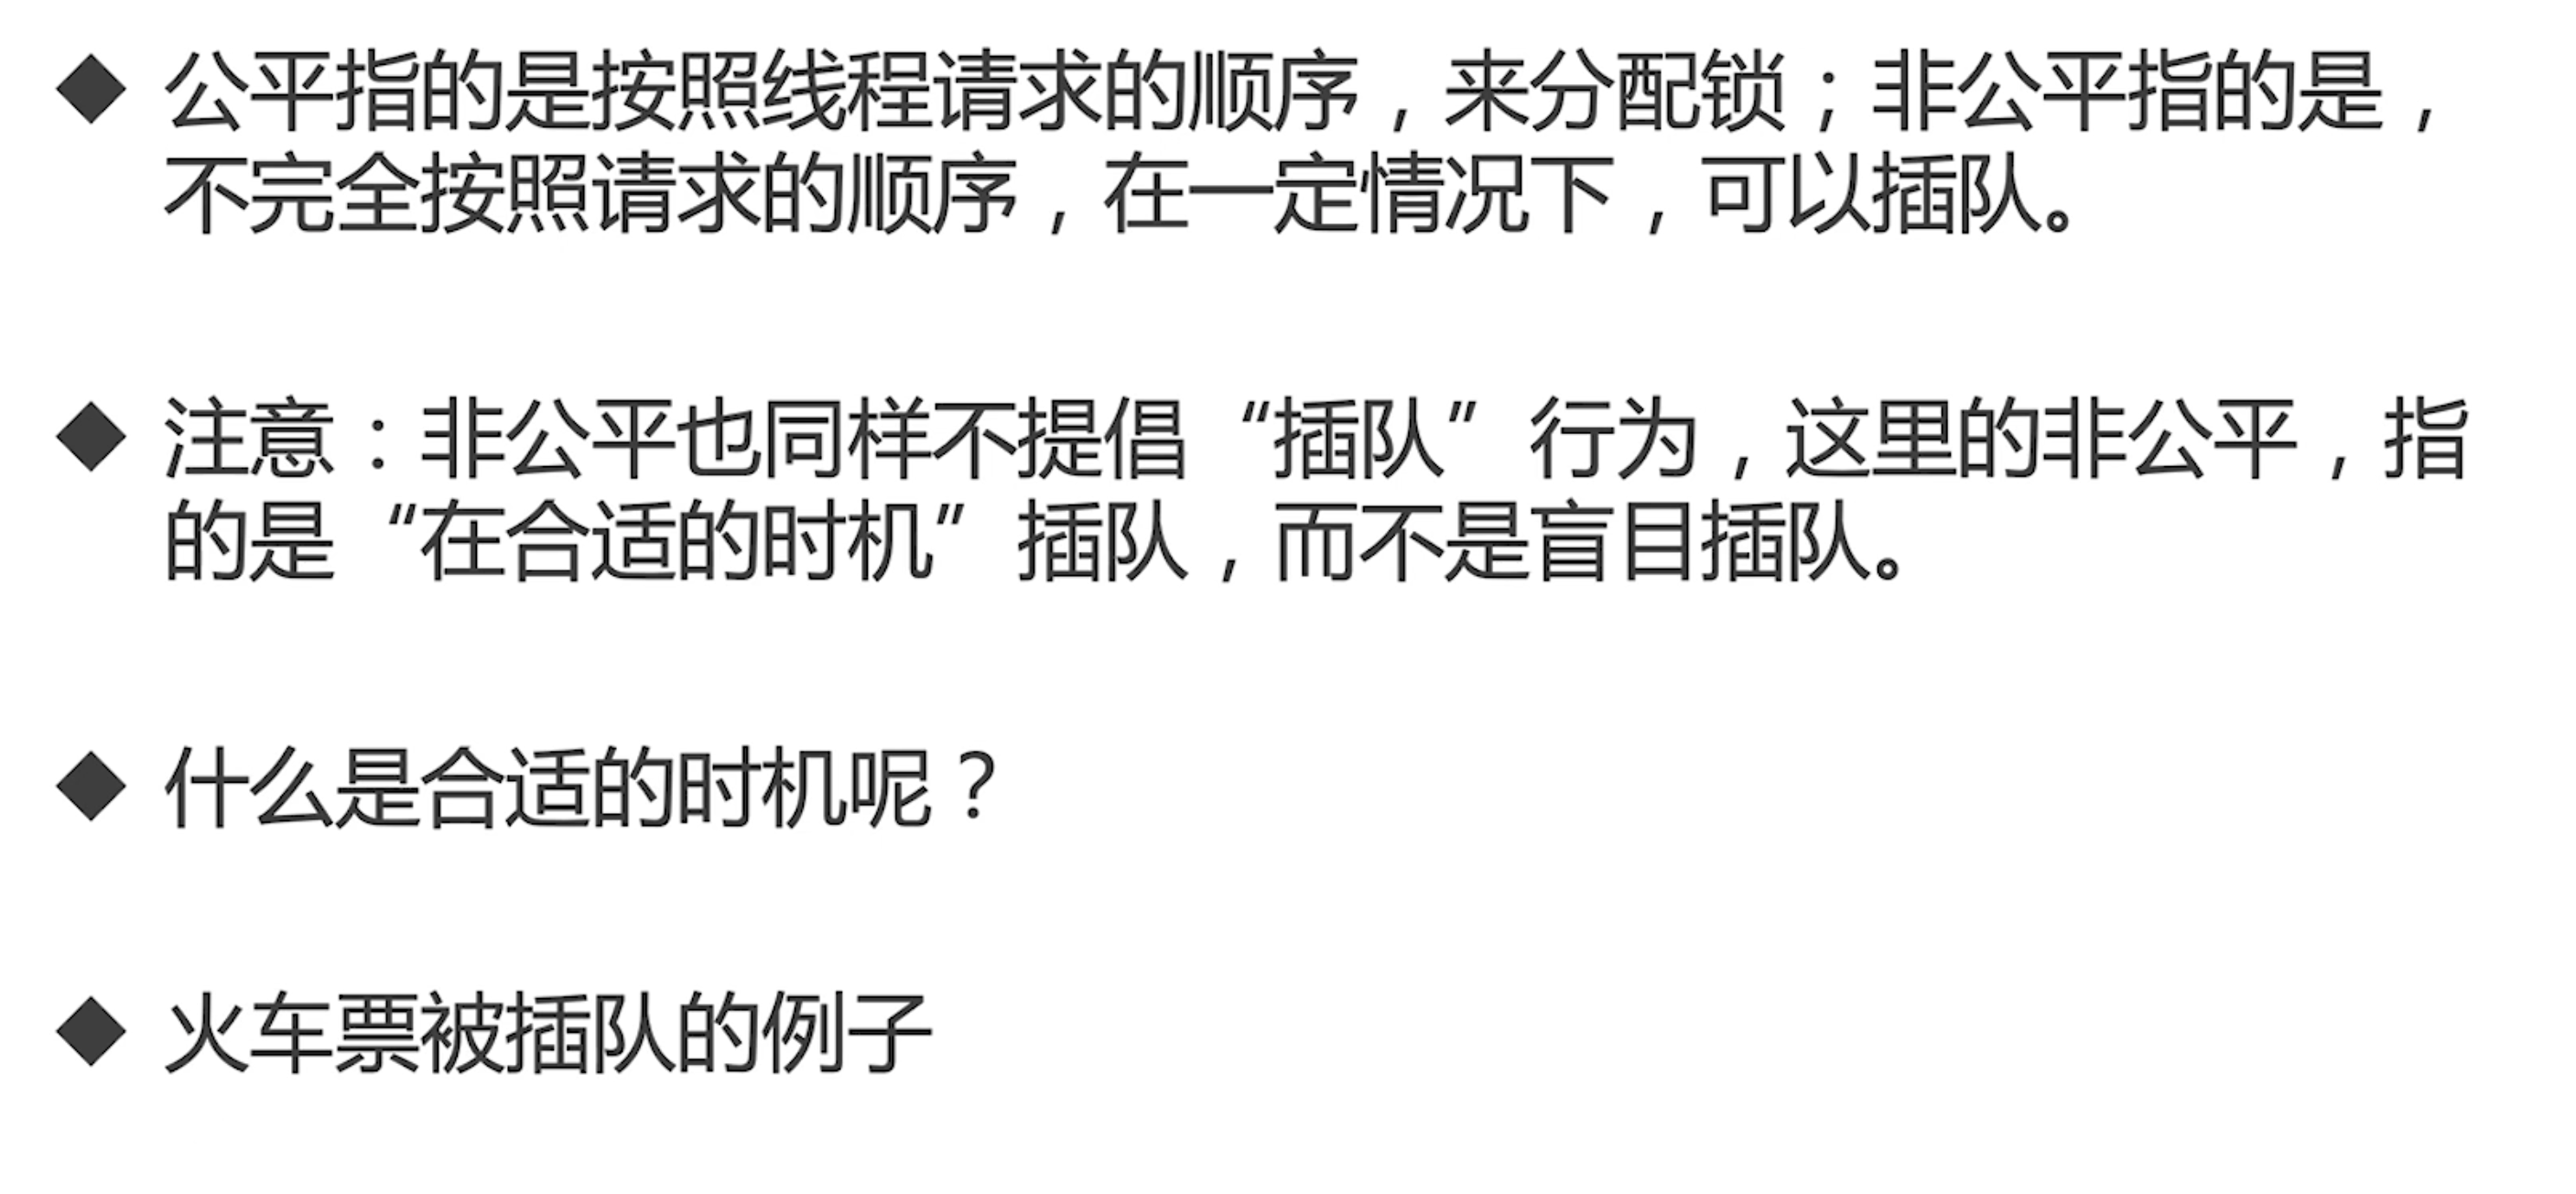 ◆ 公平指的是按照线程请求的顺序，来分配锁；非公平指的是，
不完全按照请求的顺序，在一定情况下，可以插队。
◆ 注意：非公平也同样不提倡“插队”行为，这里的非公平，指
的是“在合适的时机”插队，而不是盲目插队。
◆ 什么是合适的时机呢？
◆ 火车票被插队的例子